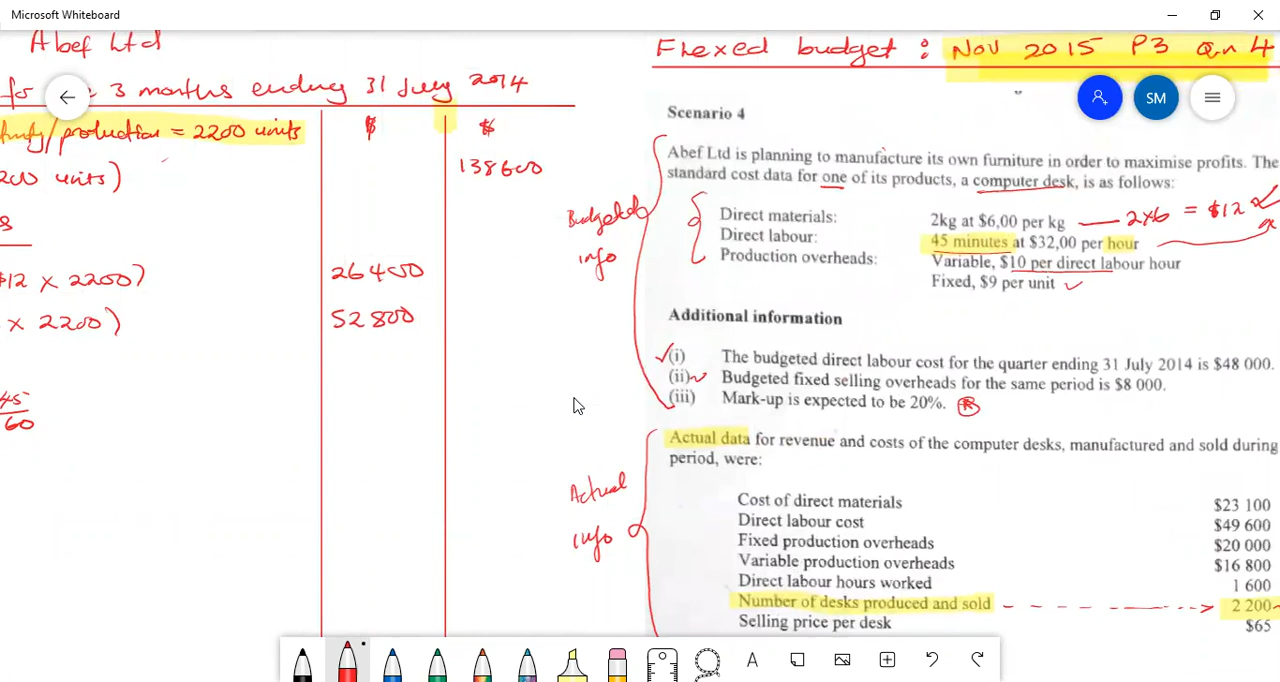 Microsoft Whiteboard
Abef Ltd
for 3 months ending 31 July 2014
/production = 2200 units
$ $
200 units) 138600
s
$12 x 2200) 26400
x 2200) 52800
45
60
Flexed budget : Nov 2015 P3 Qn 4
SM
Scenario 4
Abef Ltd is planning to manufacture its own furniture in order to maximise profits. The
standard cost data for one of its products, a computer desk, is as follows:
Budgeted
info
Direct materials: 2kg at $6,00 per kg — 2x6 = $12
Direct labour: 45 minutes at $32,00 per hour
Production overheads: Variable, $10 per direct labour hour
Fixed, $9 per unit
Additional information
(i) The budgeted direct labour cost for the quarter ending 31 July 2014 is $48 000.
(ii) Budgeted fixed selling overheads for the same period is $8 000.
(iii) Mark-up is expected to be 20%.
Actual data for revenue and costs of the computer desks, manufactured and sold during
period, were:
Actual
info
Cost of direct materials $23 100
Direct labour cost $49 600
Fixed production overheads $20 000
Variable production overheads $16 800
Direct labour hours worked 1 600
Number of desks produced and sold 2 200
Selling price per desk $65
A